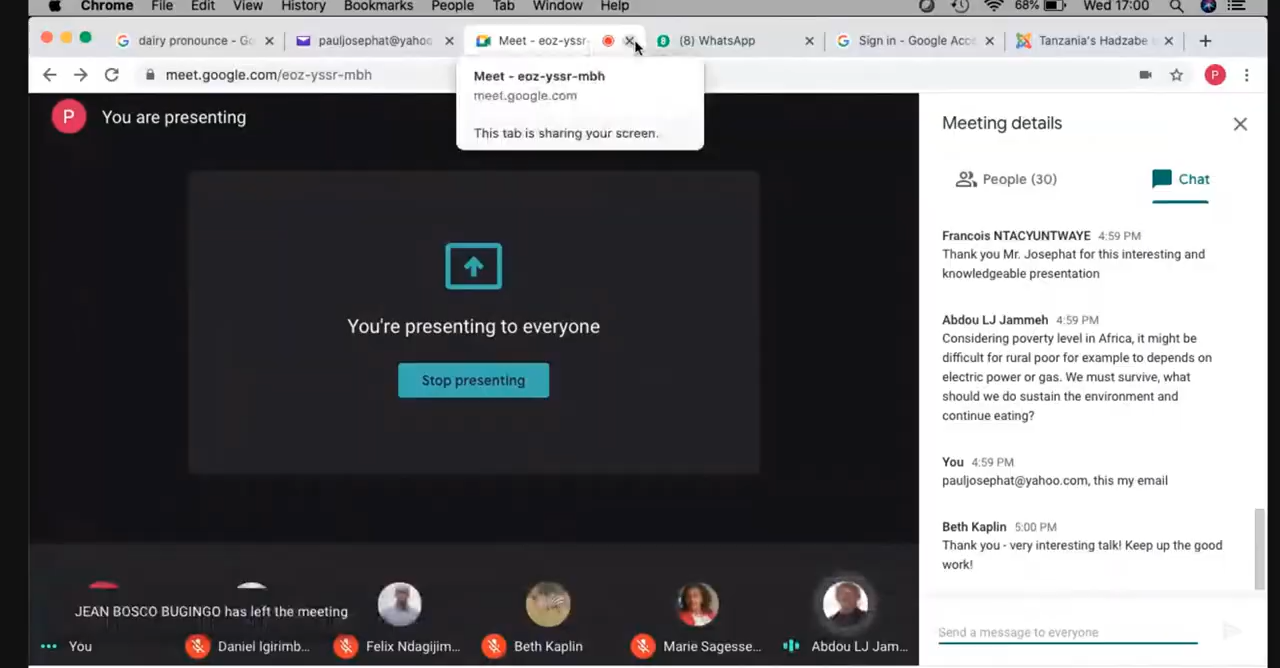 Chrome File Edit View History Bookmarks People Tab Window Help 68% Wed 17:00
dairy pronounce - Go
pauljosephat@yahoo
Meet - eoz-yssr-
(8) WhatsApp
Sign in - Google Acc
Tanzania's Hadzabe
meet.google.com/eoz-yssr-mbh
P
Meet - eoz-yssr-mbh
meet.google.com
This tab is sharing your screen.
P You are presenting
You're presenting to everyone
Stop presenting
JEAN BOSCO BUGINGO has left the meeting
You
Daniel Igirimb...
Felix Ndagijim...
Beth Kaplin
Marie Sagesse...
Abdou LJ Jam...
Meeting details
People (30)
Chat
Francois NTACYUNTWAYE 4:59 PM
Thank you Mr. Josephat for this interesting and
knowledgeable presentation
Abdou LJ Jammeh 4:59 PM
Considering poverty level in Africa, it might be
difficult for rural poor for example to depends on
electric power or gas. We must survive, what
should we do sustain the environment and
continue eating?
You 4:59 PM
pauljosephat@yahoo.com, this my email
Beth Kaplin 5:00 PM
Thank you - very interesting talk! Keep up the good
work!
Send a message to everyone